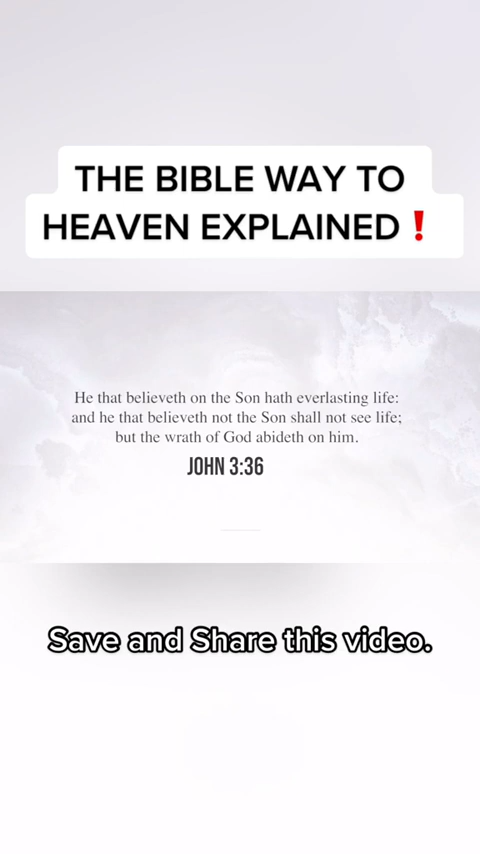 THE BIBLE WAY TO
HEAVEN EXPLAINED❗
He that believeth on the Son hath everlasting life:
and he that believeth not the Son shall not see life;
but the wrath of God abideth on him.
JOHN 3:36
Save and Share this video.